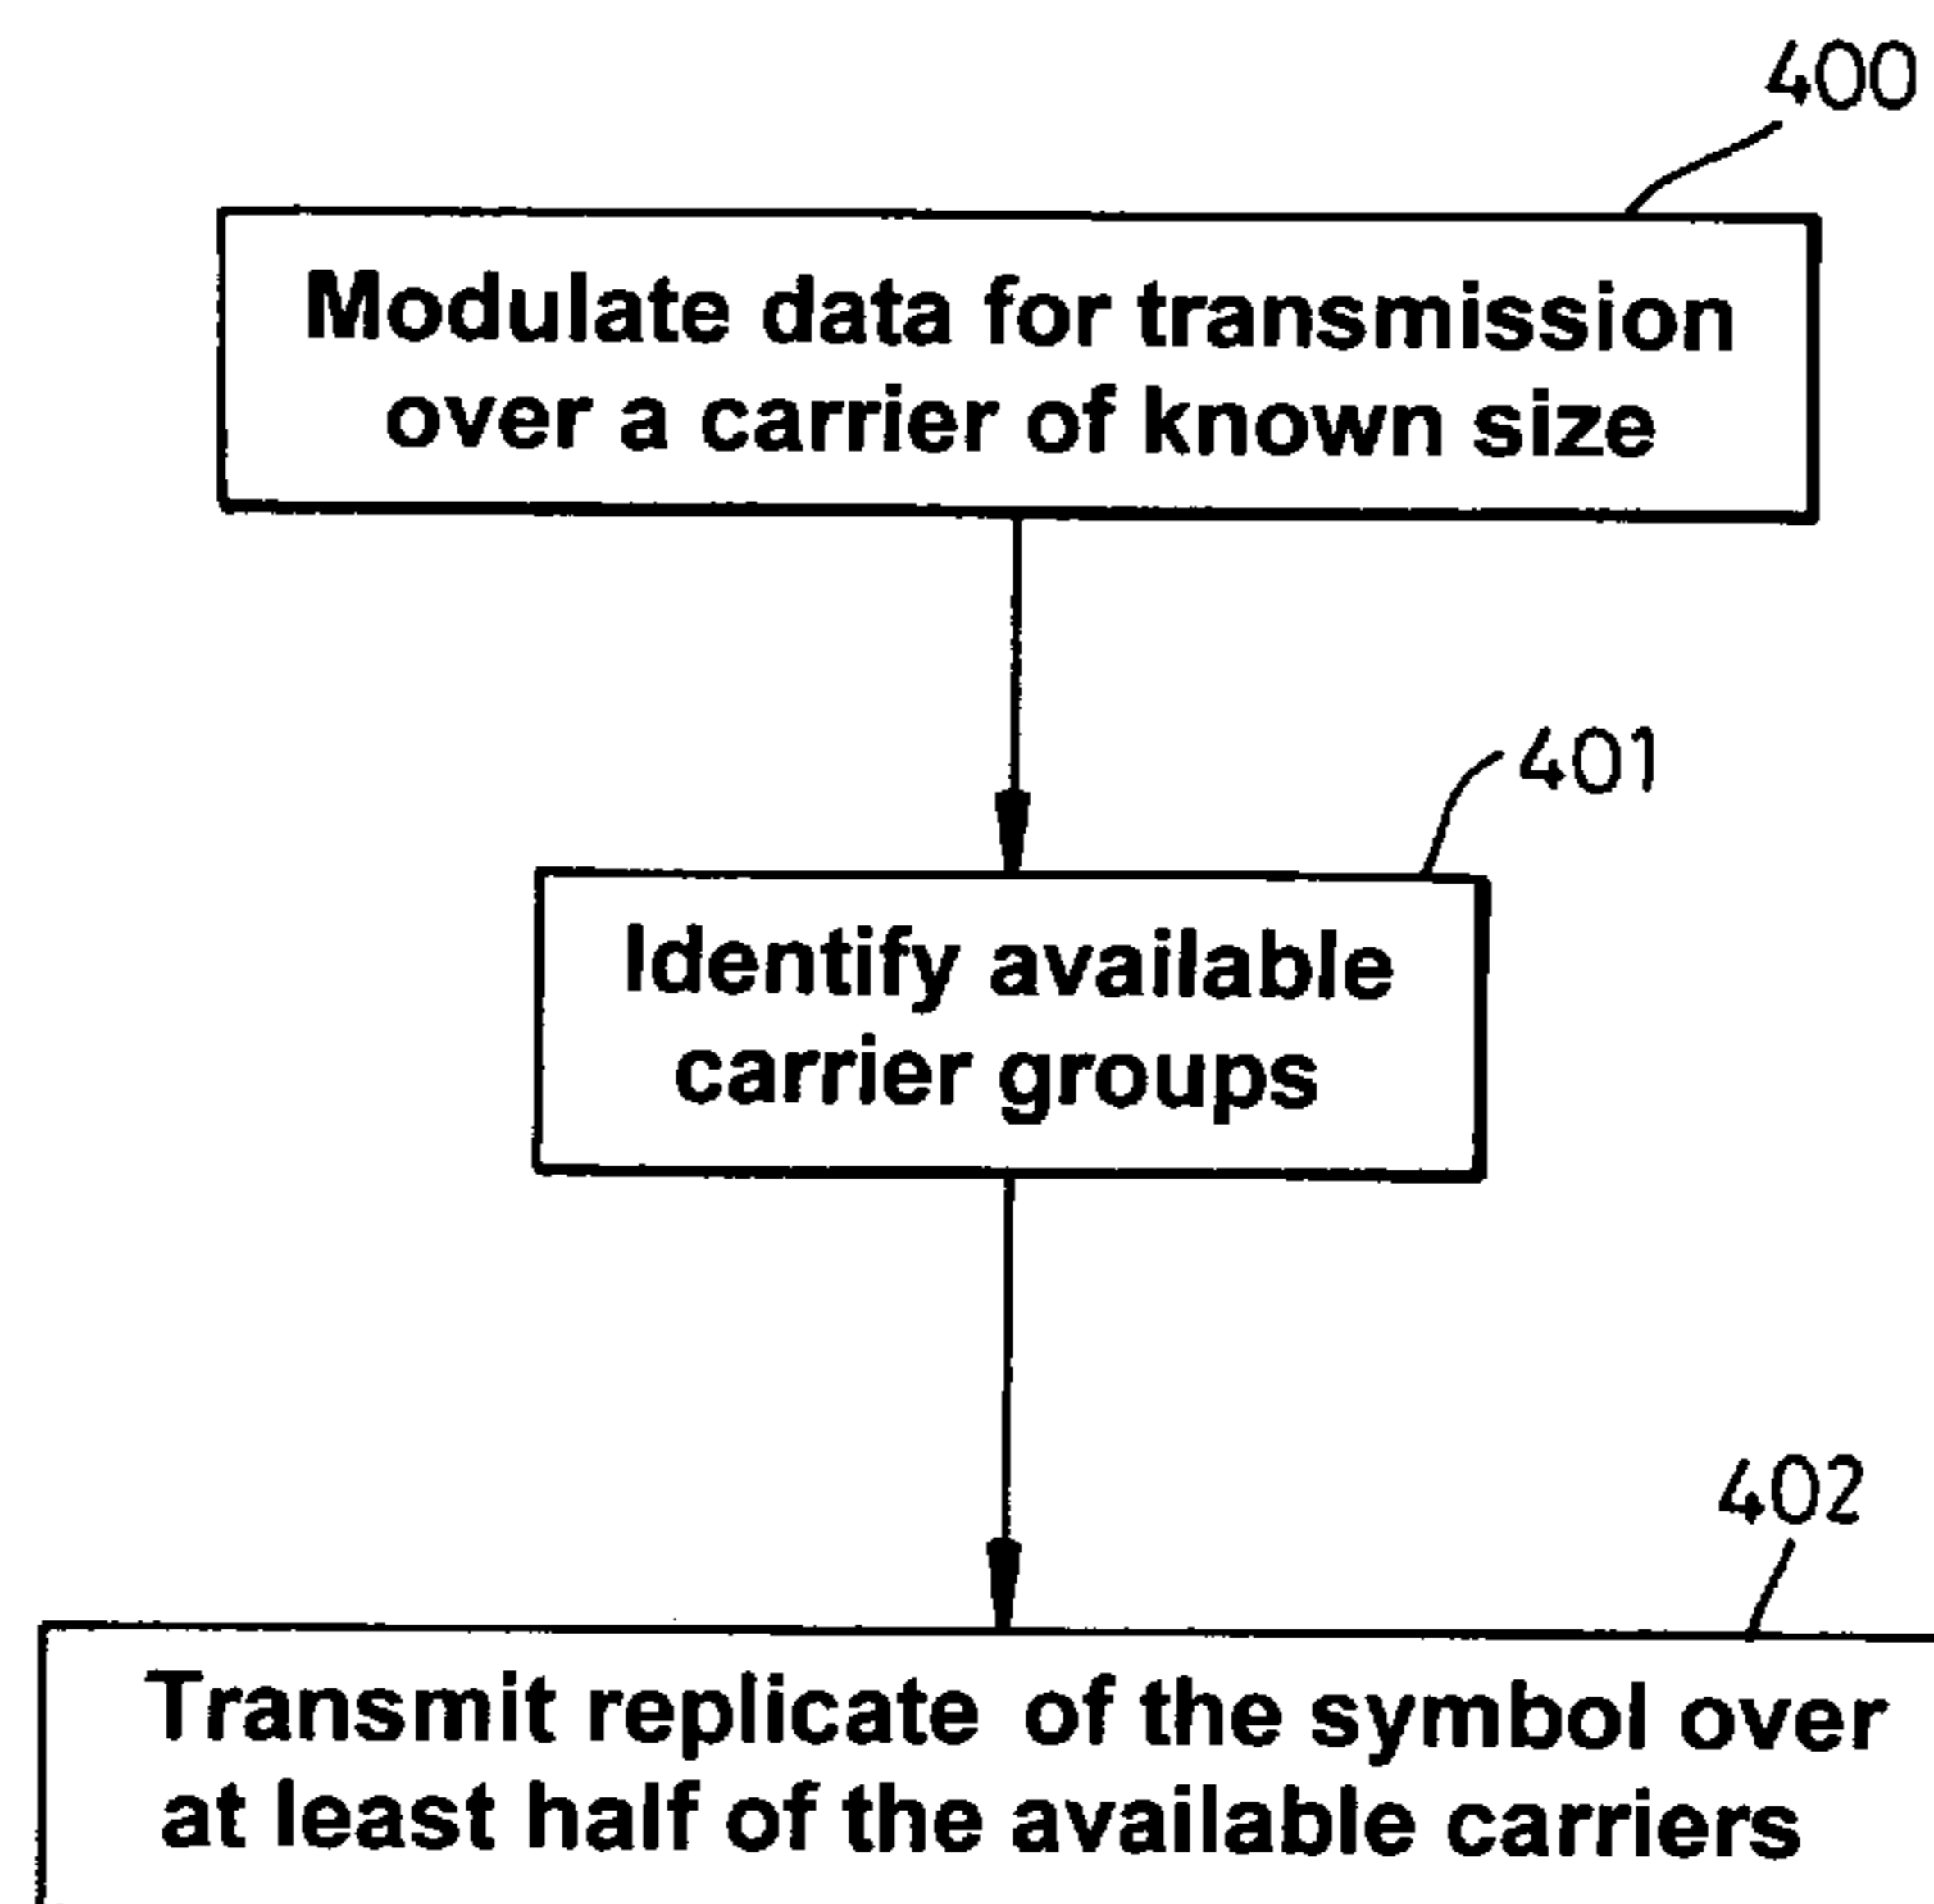 400
Modulate data for transmission
over a carrier of known size
401
Identify available
carrier groups
402
Transmit replicate of the symbol over
at least half of the available carriers